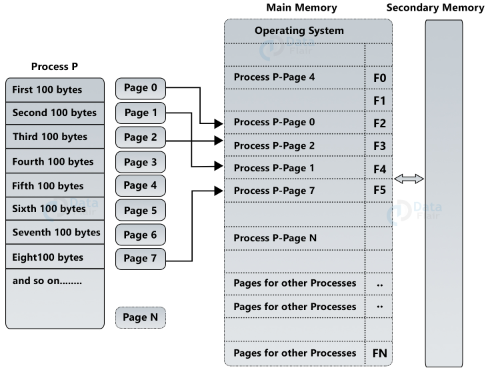 Main Memory
Secondary Memory
Operating System
Process P
First 100 bytes
Second 100 bytes
Third 100 bytes
Fourth 100 bytes
Fifth 100 bytes
Sixth 100 bytes
Seventh 100 bytes
Eight100 bytes
and so on........
Page 0
Page 1
Page 2
Page 3
Page 4
Page 5
Page 6
Page 7
Page N
Process P-Page 4 F0
F1
Process P-Page 0 F2
Process P-Page 2 F3
Process P-Page 1 F4
Process P-Page 7 F5
Process P-Page N
Pages for other Processes ..
Pages for other Processes ..
Pages for other Processes FN
Data
Flair